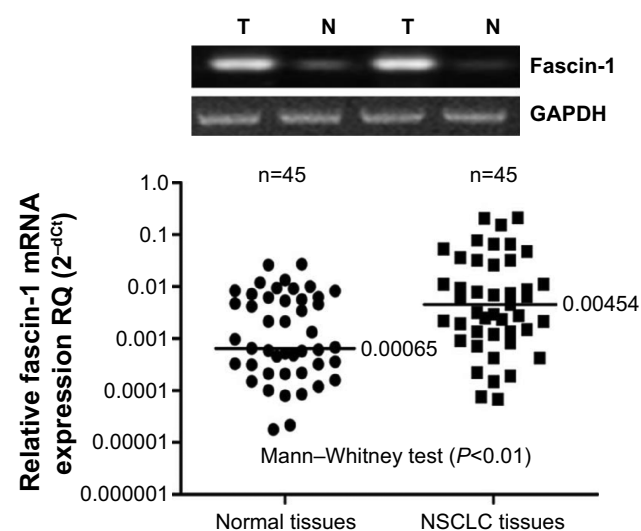 T N T N
Fascin-1
GAPDH
Relative fascin-1 mRNA
expression RQ (2⁻ᵈᶜᵗ)
n=45 n=45
1.0
0.1
0.01
0.001
0.0001
0.00001
0.000001
0.00065
0.00454
Mann–Whitney test (P<0.01)
Normal tissues NSCLC tissues